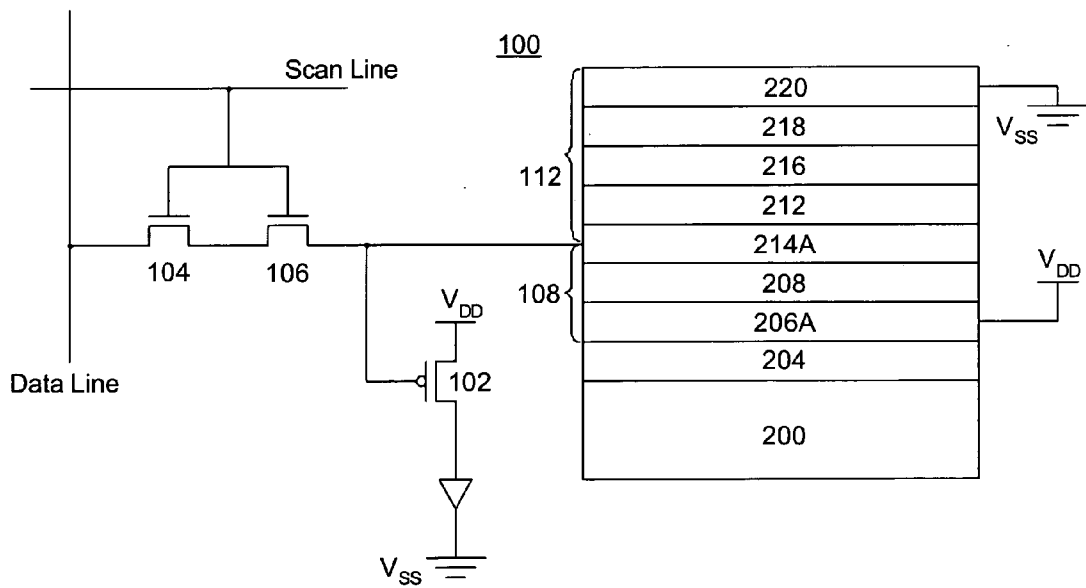 100
Scan Line
220
V_SS
218
216
112
212
214A
104
106
V_DD
108
208
V_DD
206A
102
204
Data Line
200
V_SS